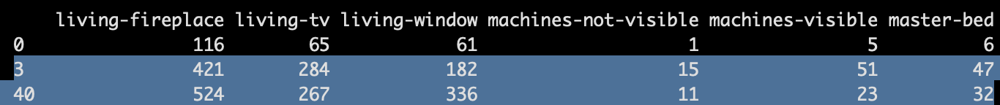 living-fireplace living-tv living-window machines-not-visible machines-visible master-bed
0 116 65 61 1 5 6
3 421 284 182 15 51 47
40 524 267 336 11 23 32